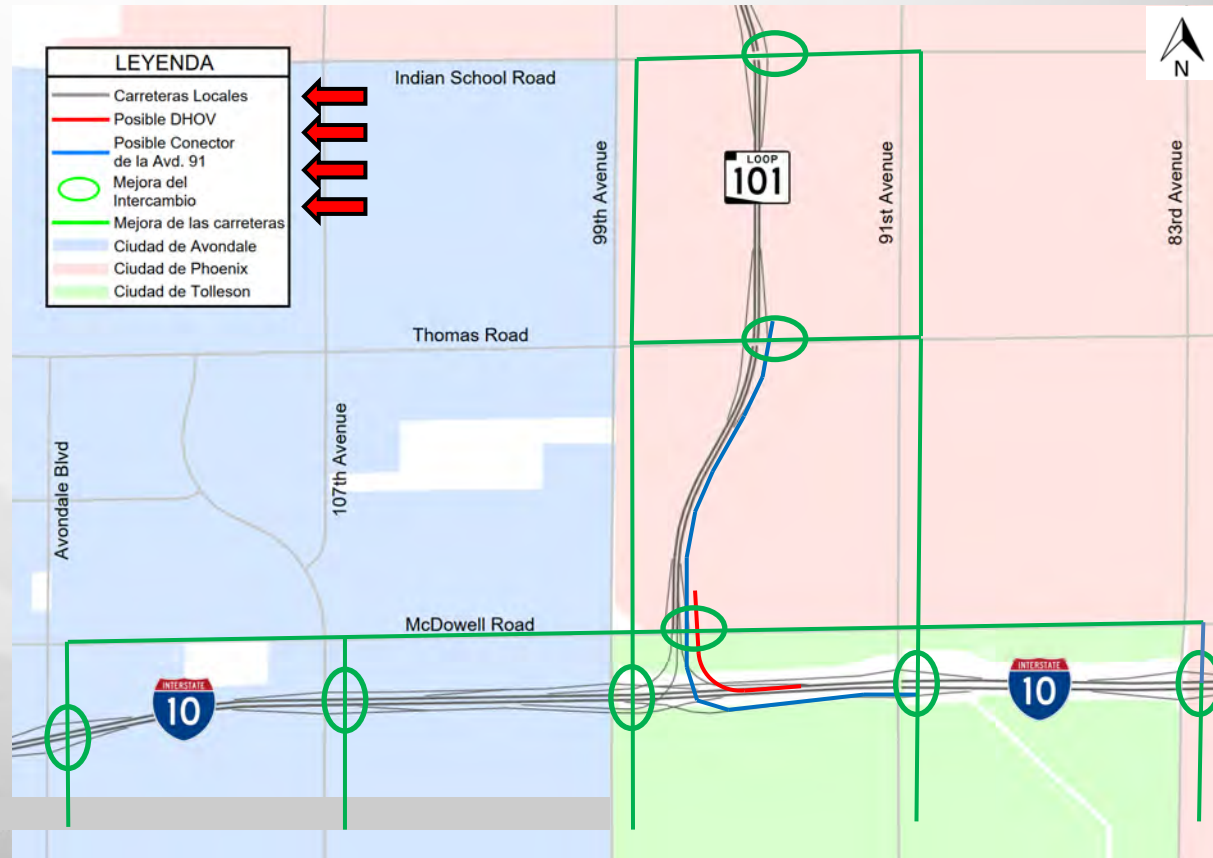 LEYENDA
Carreteras Locales
Posible DHOV
Posible Conector
de la Avd. 91
Mejora del
Intercambio
Mejora de las carreteras
Ciudad de Avondale
Ciudad de Phoenix
Ciudad de Tolleson
N
Indian School Road
LOOP
101
99th Avenue
91st Avenue
83rd Avenue
Thomas Road
Avondale Blvd
107th Avenue
McDowell Road
INTERSTATE
10
INTERSTATE
10